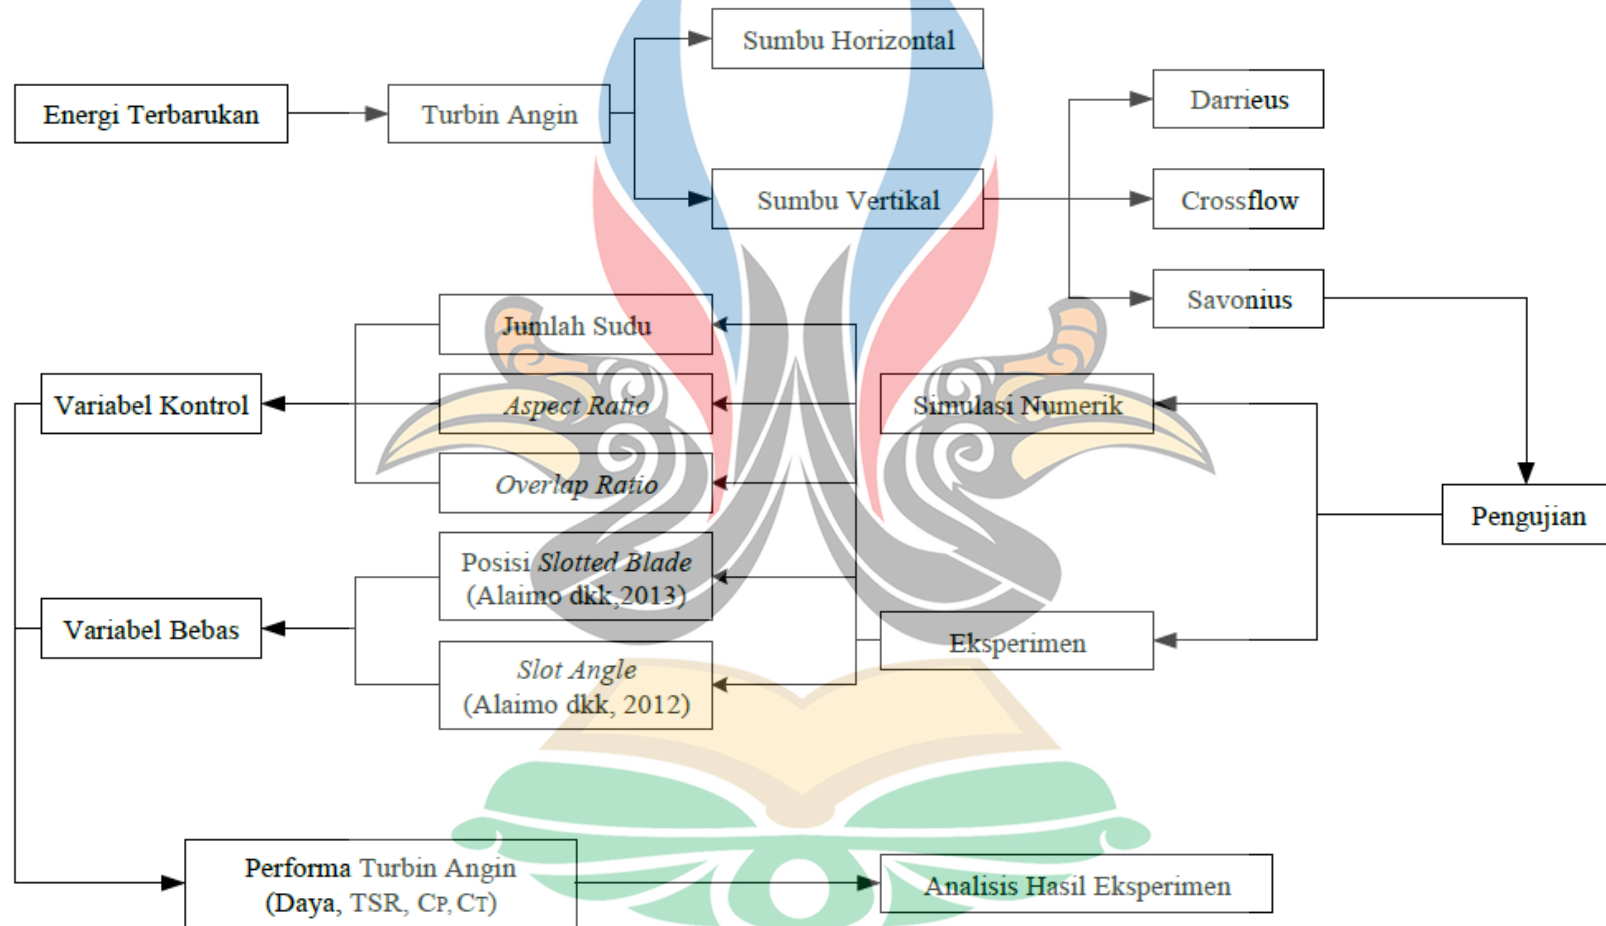 Sumbu Horizontal
Energi Terbarukan
Turbin Angin
Darrieus
Sumbu Vertikal
Crossflow
Savonius
Jumlah Sudu
Variabel Kontrol
Aspect Ratio
Simulasi Numerik
Overlap Ratio
Pengujian
Posisi Slotted Blade
(Alaimo dkk,2013)
Variabel Bebas
Eksperimen
Slot Angle
(Alaimo dkk, 2012)
Performa Turbin Angin
(Daya, TSR, CP, CT)
Analisis Hasil Eksperimen